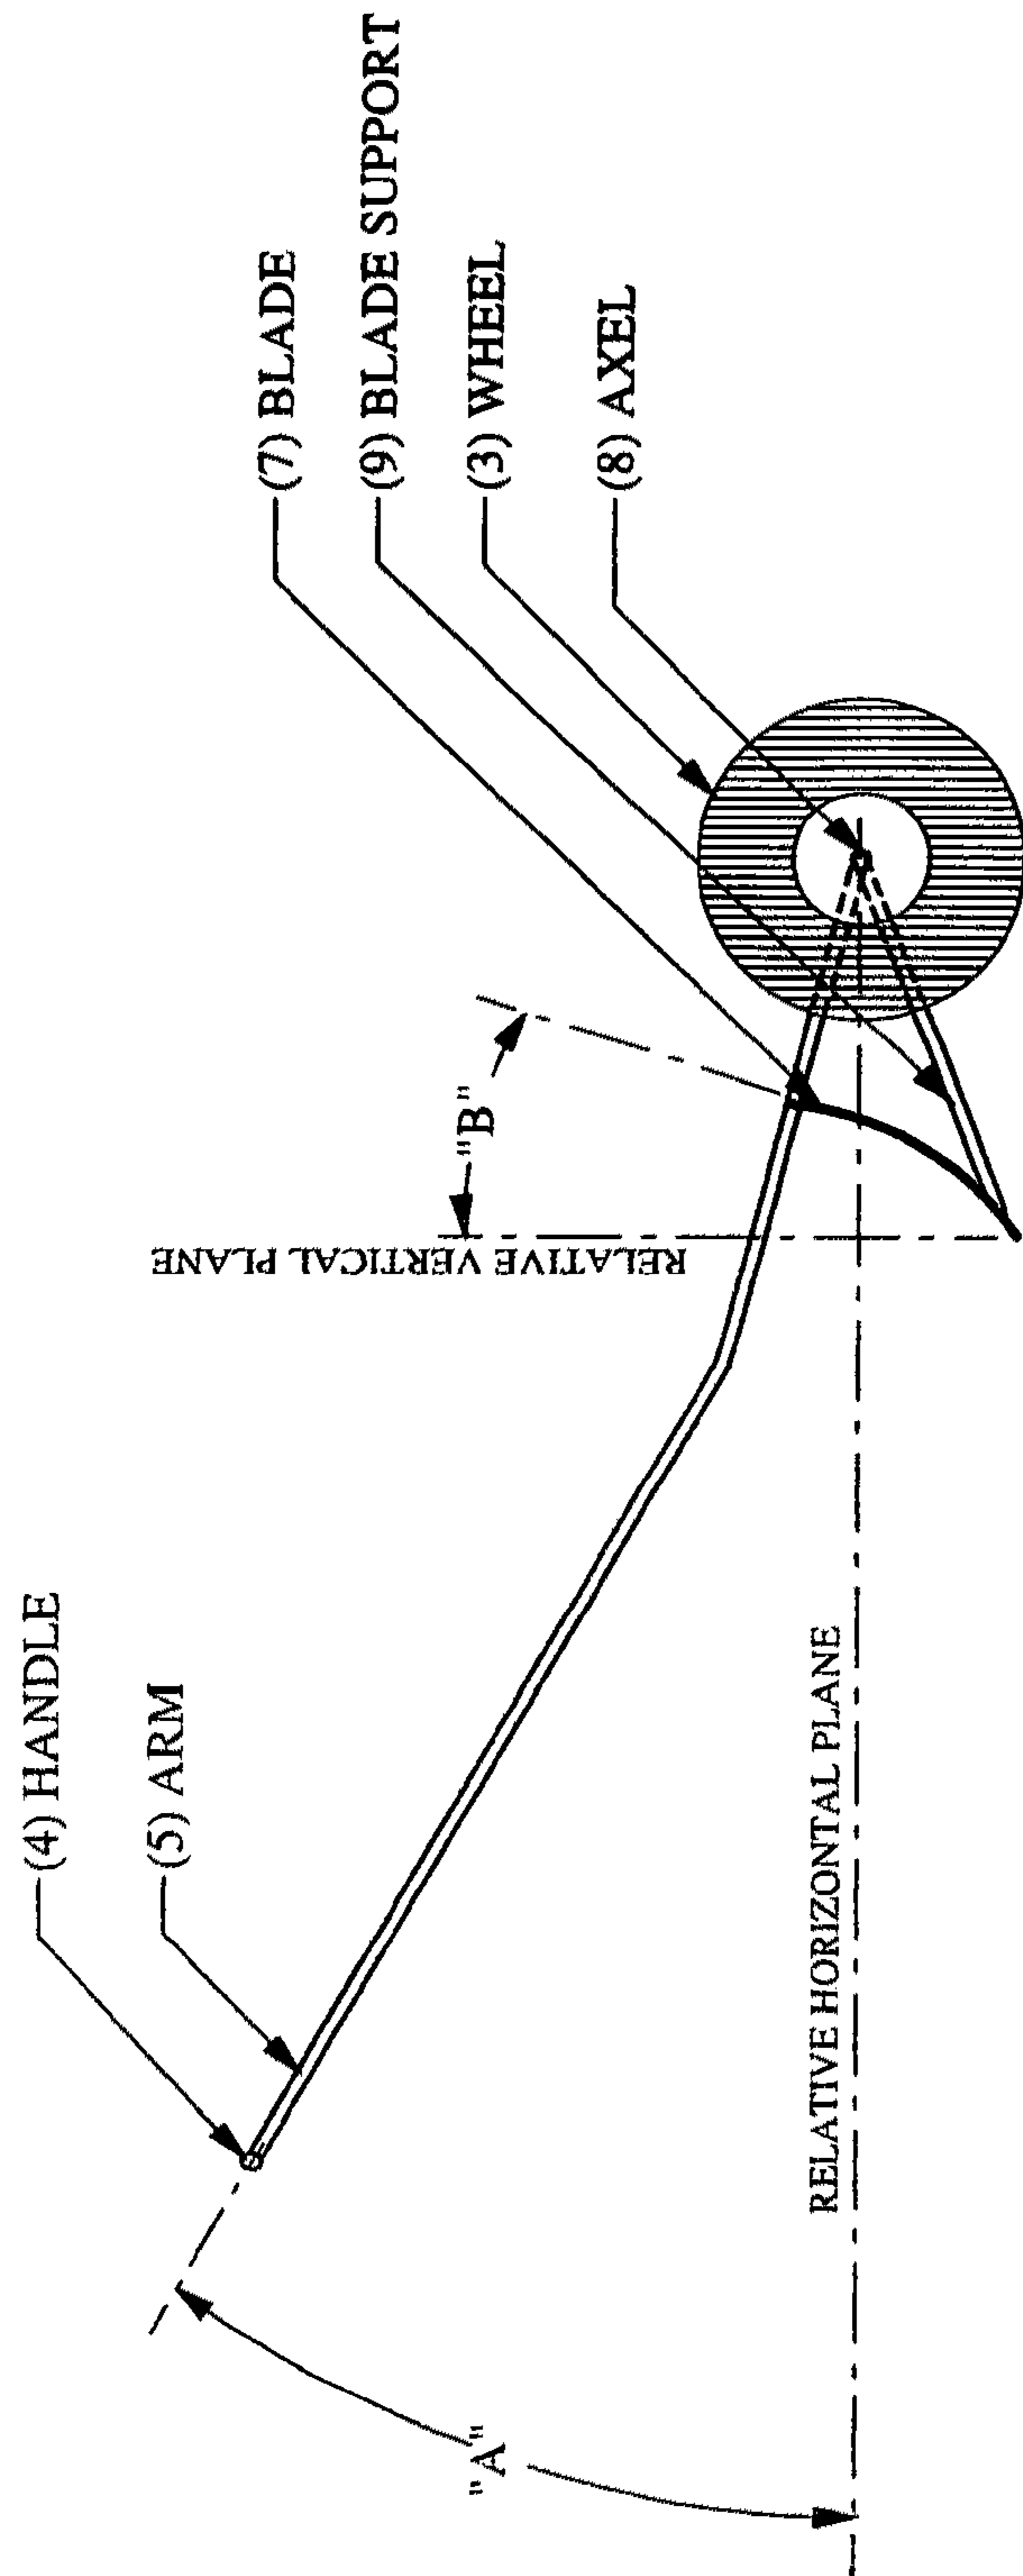 (4) HANDLE
(5) ARM
(7) BLADE
(9) BLADE SUPPORT
(3) WHEEL
(8) AXEL
"B"
RELATIVE VERTICAL PLANE
RELATIVE HORIZONTAL PLANE
"A"